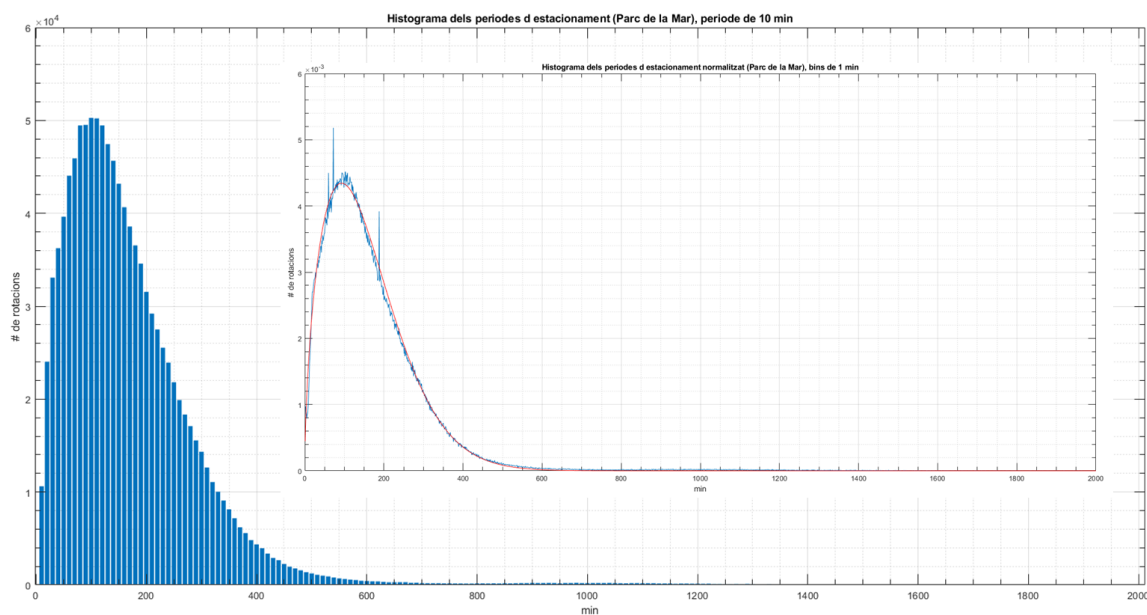 Histograma dels periodes d estacionament (Parc de la Mar), periode de 10 min
×10^4
6
5
4
3
2
1
0
# de rotacions
0 200 400 600 800 1000 1200 1400 1600 1800 2000
min
Histograma dels periodes d estacionament normalitzat (Parc de la Mar), bins de 1 min
×10^-3
6
5
4
3
2
1
0
# de rotacions
0 200 400 600 800 1000 1200 1400 1600 1800 2000
min